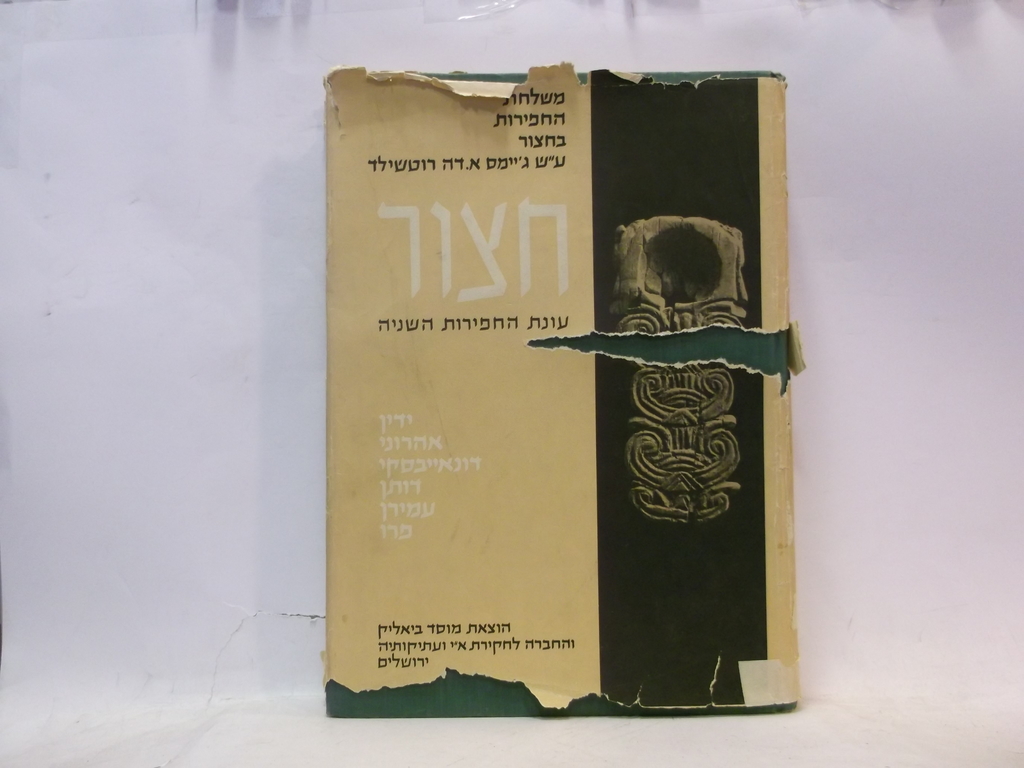 משלחת
החפירות
בחצור
ע״ש ג׳יימס א.דה רוטשילד
חצור
עונת החפירות השניה
ידין
אהרוני
דונאייבסקי
דותן
עמירן
פרו
הוצאת מוסד ביאליק
והחברה לחקירת א״י ועתיקותיה
ירושלים